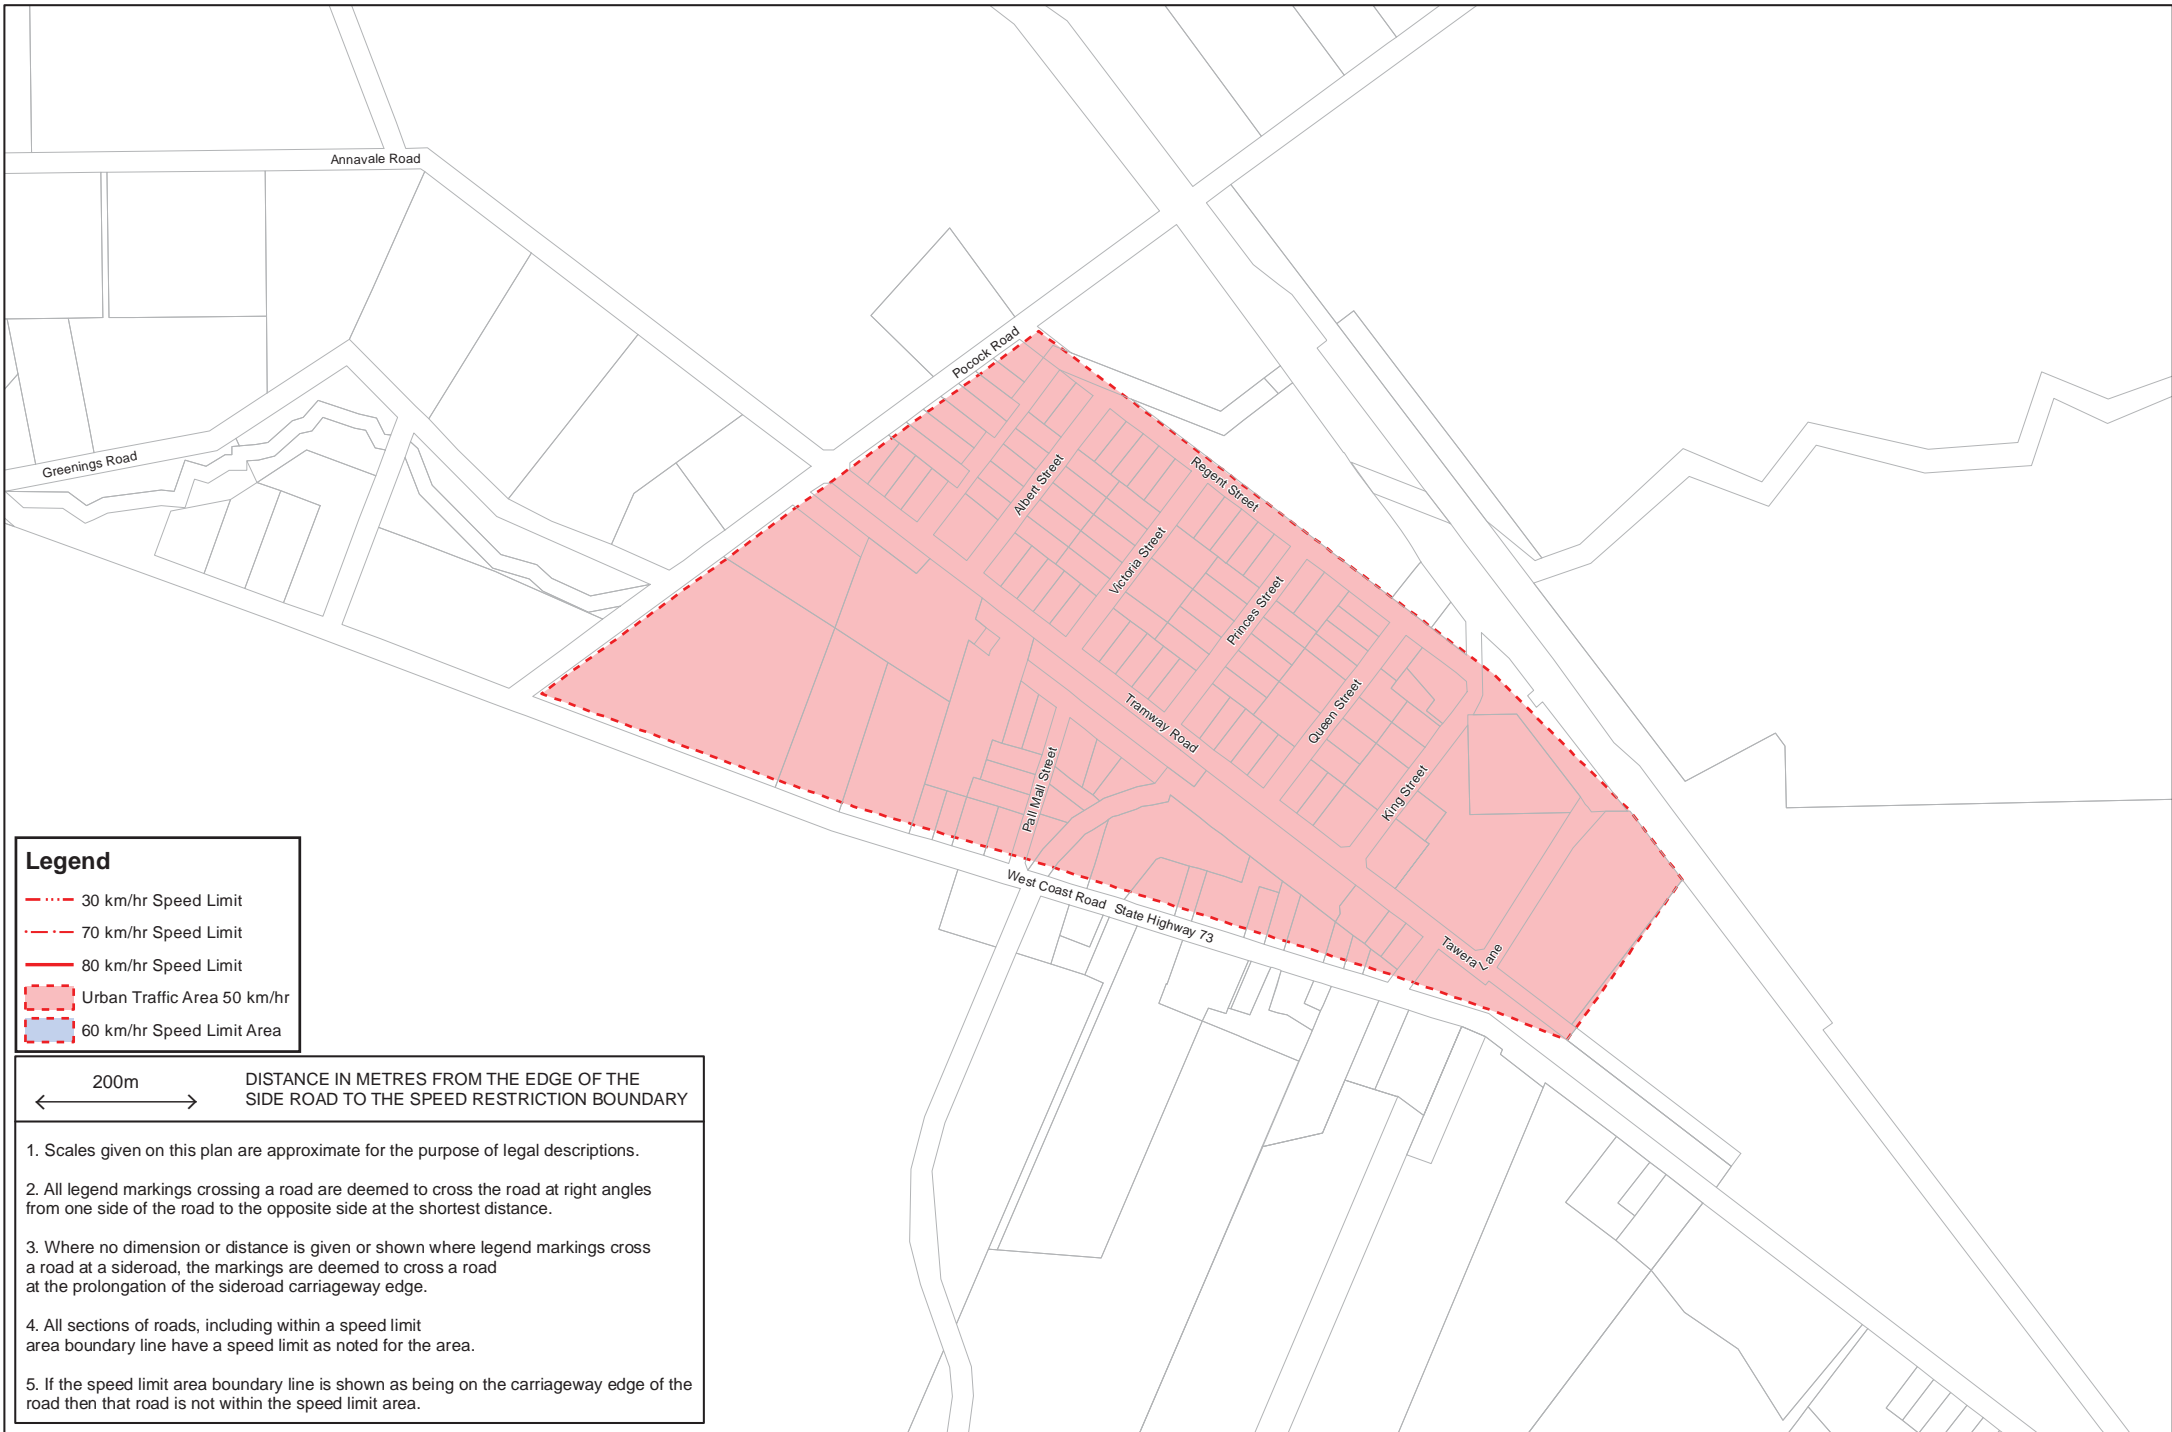 Annavale Road
Pocock Road
Greenings Road
Albert Street
Regent Street
Victoria Street
Princes Street
Queen Street
Tramway Road
Pall Mall Street
King Street
West Coast Road State Highway 73
Tawera Lane
Legend
30 km/hr Speed Limit
70 km/hr Speed Limit
80 km/hr Speed Limit
Urban Traffic Area 50 km/hr
60 km/hr Speed Limit Area
200m
DISTANCE IN METRES FROM THE EDGE OF THE
SIDE ROAD TO THE SPEED RESTRICTION BOUNDARY
1. Scales given on this plan are approximate for the purpose of legal descriptions.
2. All legend markings crossing a road are deemed to cross the road at right angles
from one side of the road to the opposite side at the shortest distance.
3. Where no dimension or distance is given or shown where legend markings cross
a road at a sideroad, the markings are deemed to cross a road
at the prolongation of the sideroad carriageway edge.
4. All sections of roads, including within a speed limit
area boundary line have a speed limit as noted for the area.
5. If the speed limit area boundary line is shown as being on the carriageway edge of the
road then that road is not within the speed limit area.